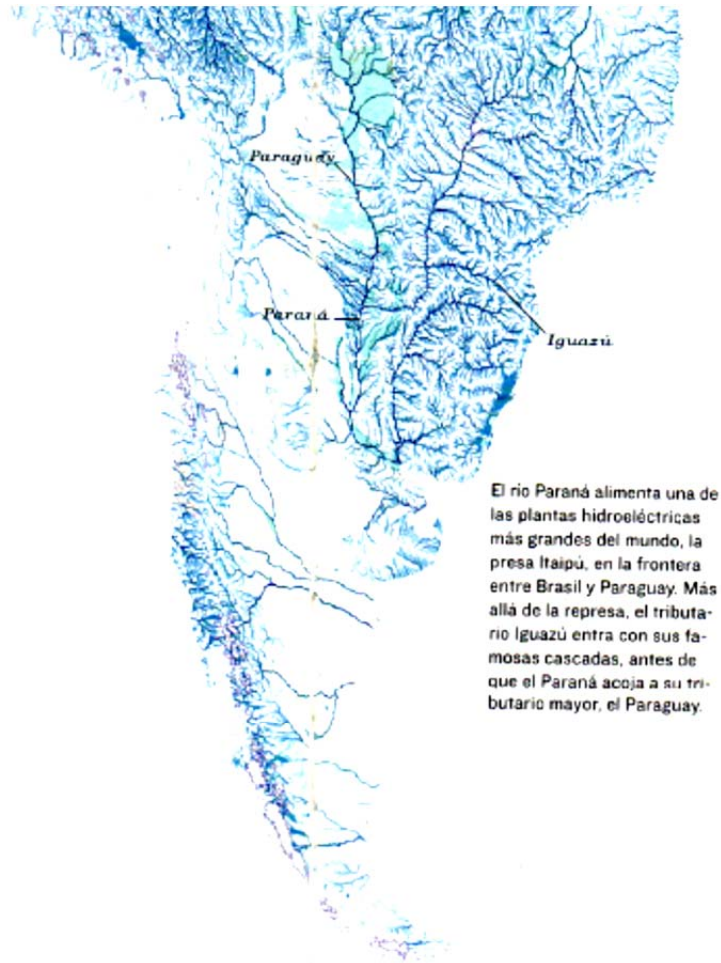 Paraguay
Paraná
Iguazú
El río Paraná alimenta una de
las plantas hidroeléctricas
más grandes del mundo, la
presa Itaipú, en la frontera
entre Brasil y Paraguay. Más
allá de la represa, el tributa-
rio Iguazú entra con sus fa-
mosas cascadas, antes de
que el Paraná acoja a su tri-
butario mayor, el Paraguay.